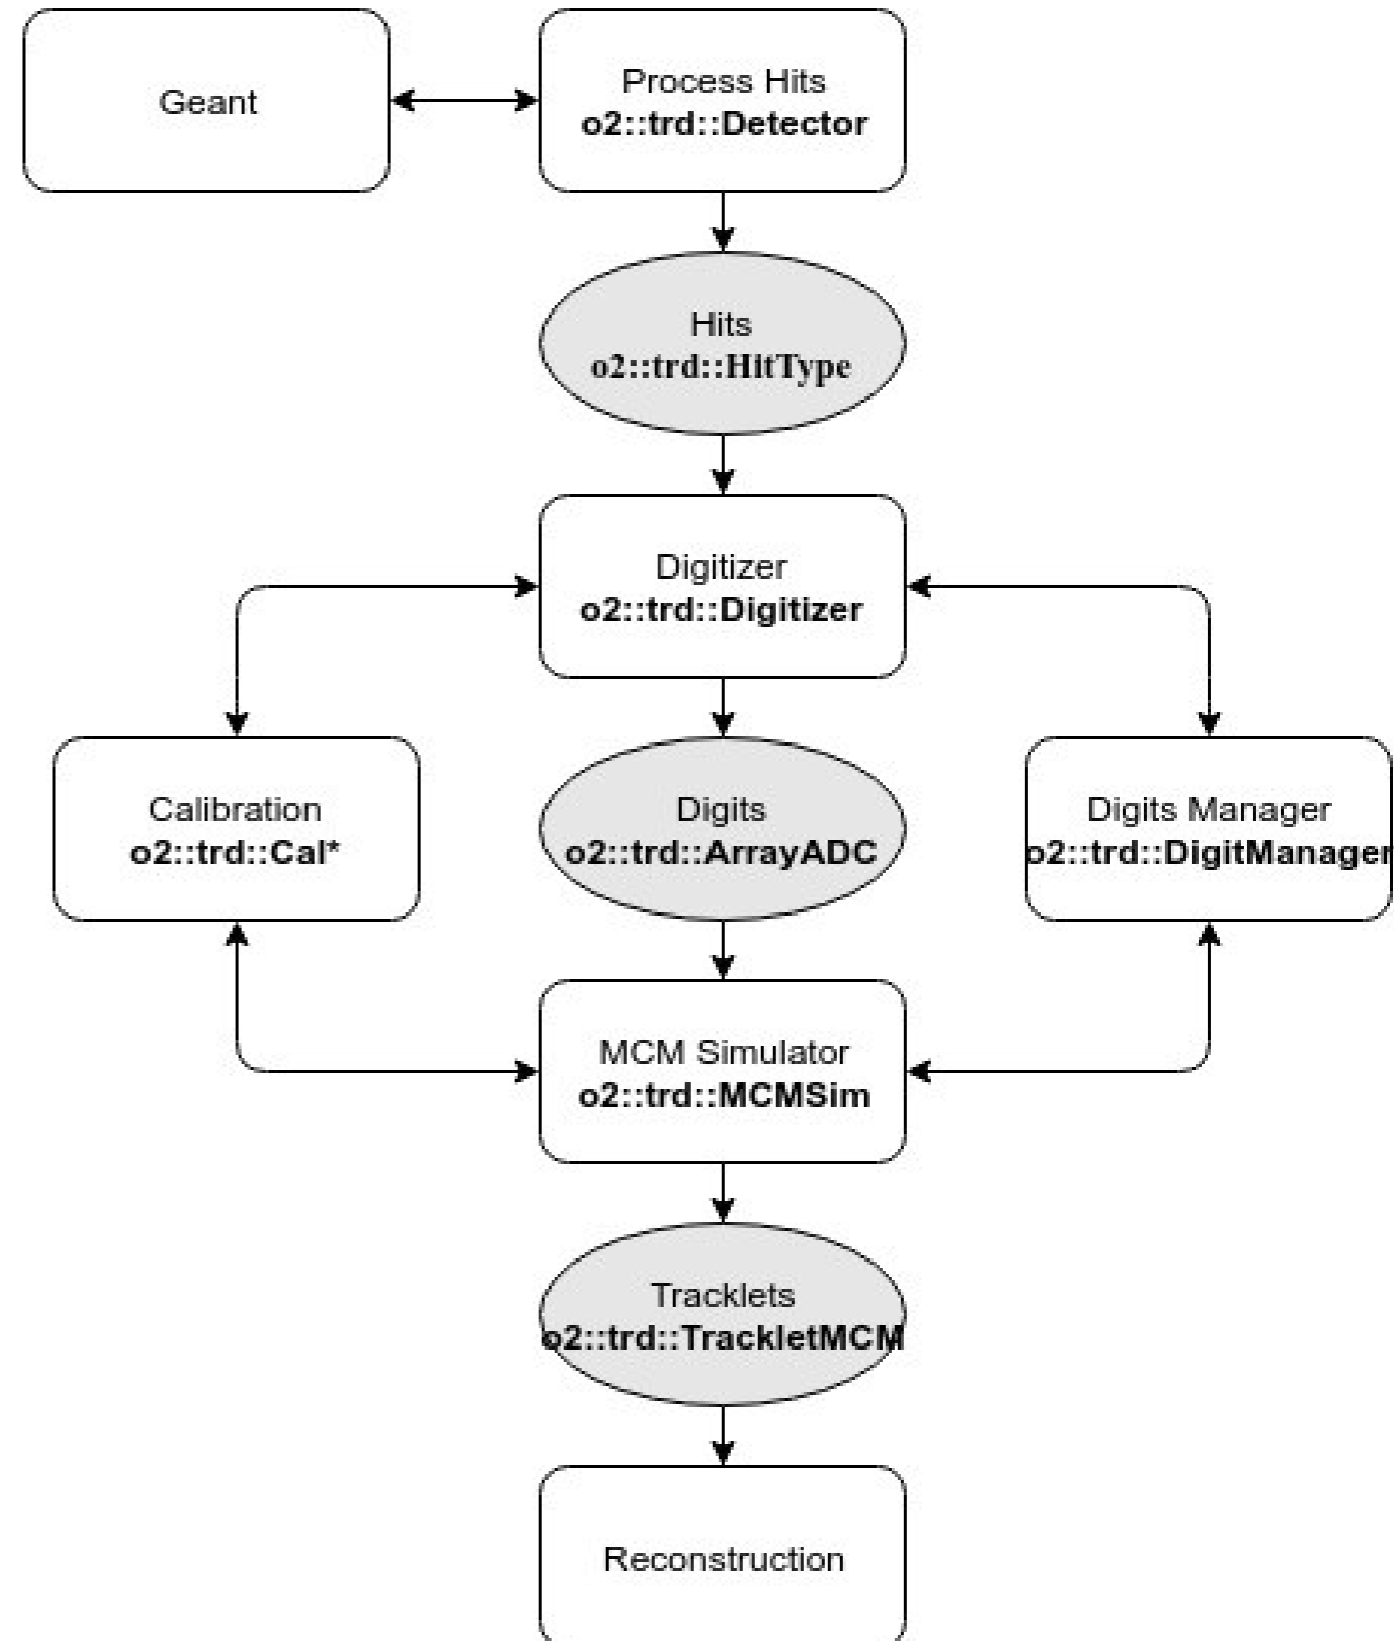 Geant
Process Hits
o2::trd::Detector
Hits
o2::trd::HitType
Digitizer
o2::trd::Digitizer
Calibration
o2::trd::Cal*
Digits
o2::trd::ArrayADC
Digits Manager
o2::trd::DigitManager
MCM Simulator
o2::trd::MCMSim
Tracklets
o2::trd::TrackletMCM
Reconstruction